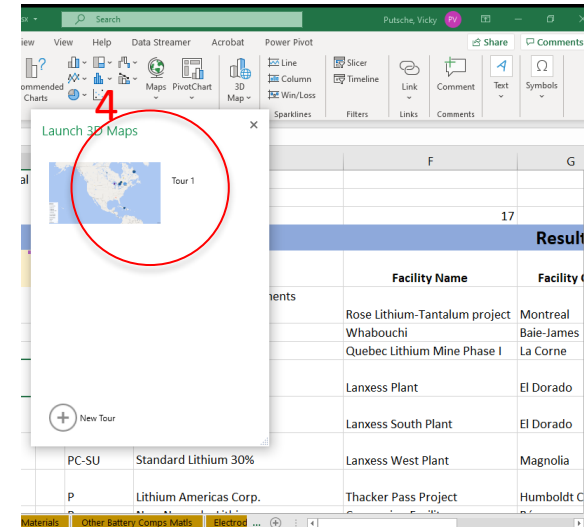 sx
Search
Putsche, Vicky PV
iew View Help Data Streamer Acrobat Power Pivot
Share Comments
ommended Charts
Maps PivotChart
3D Map
Line
Column
Win/Loss
Sparklines
Slicer
Timeline
Filters
Link
Links
Comment
Comments
Text
Symbols
4
Launch 3D Maps
Tour 1
New Tour
F G
17
Result
Facility Name Facility
Rose Lithium-Tantalum project Montreal
Whabouchi Baie-James
Quebec Lithium Mine Phase I La Corne
Lanxess Plant El Dorado
Lanxess South Plant El Dorado
PC-SU Standard Lithium 30% Lanxess West Plant Magnolia
P Lithium Americas Corp. Thacker Pass Project Humboldt C
Materials Other Battery Comps Matls Electrod ...